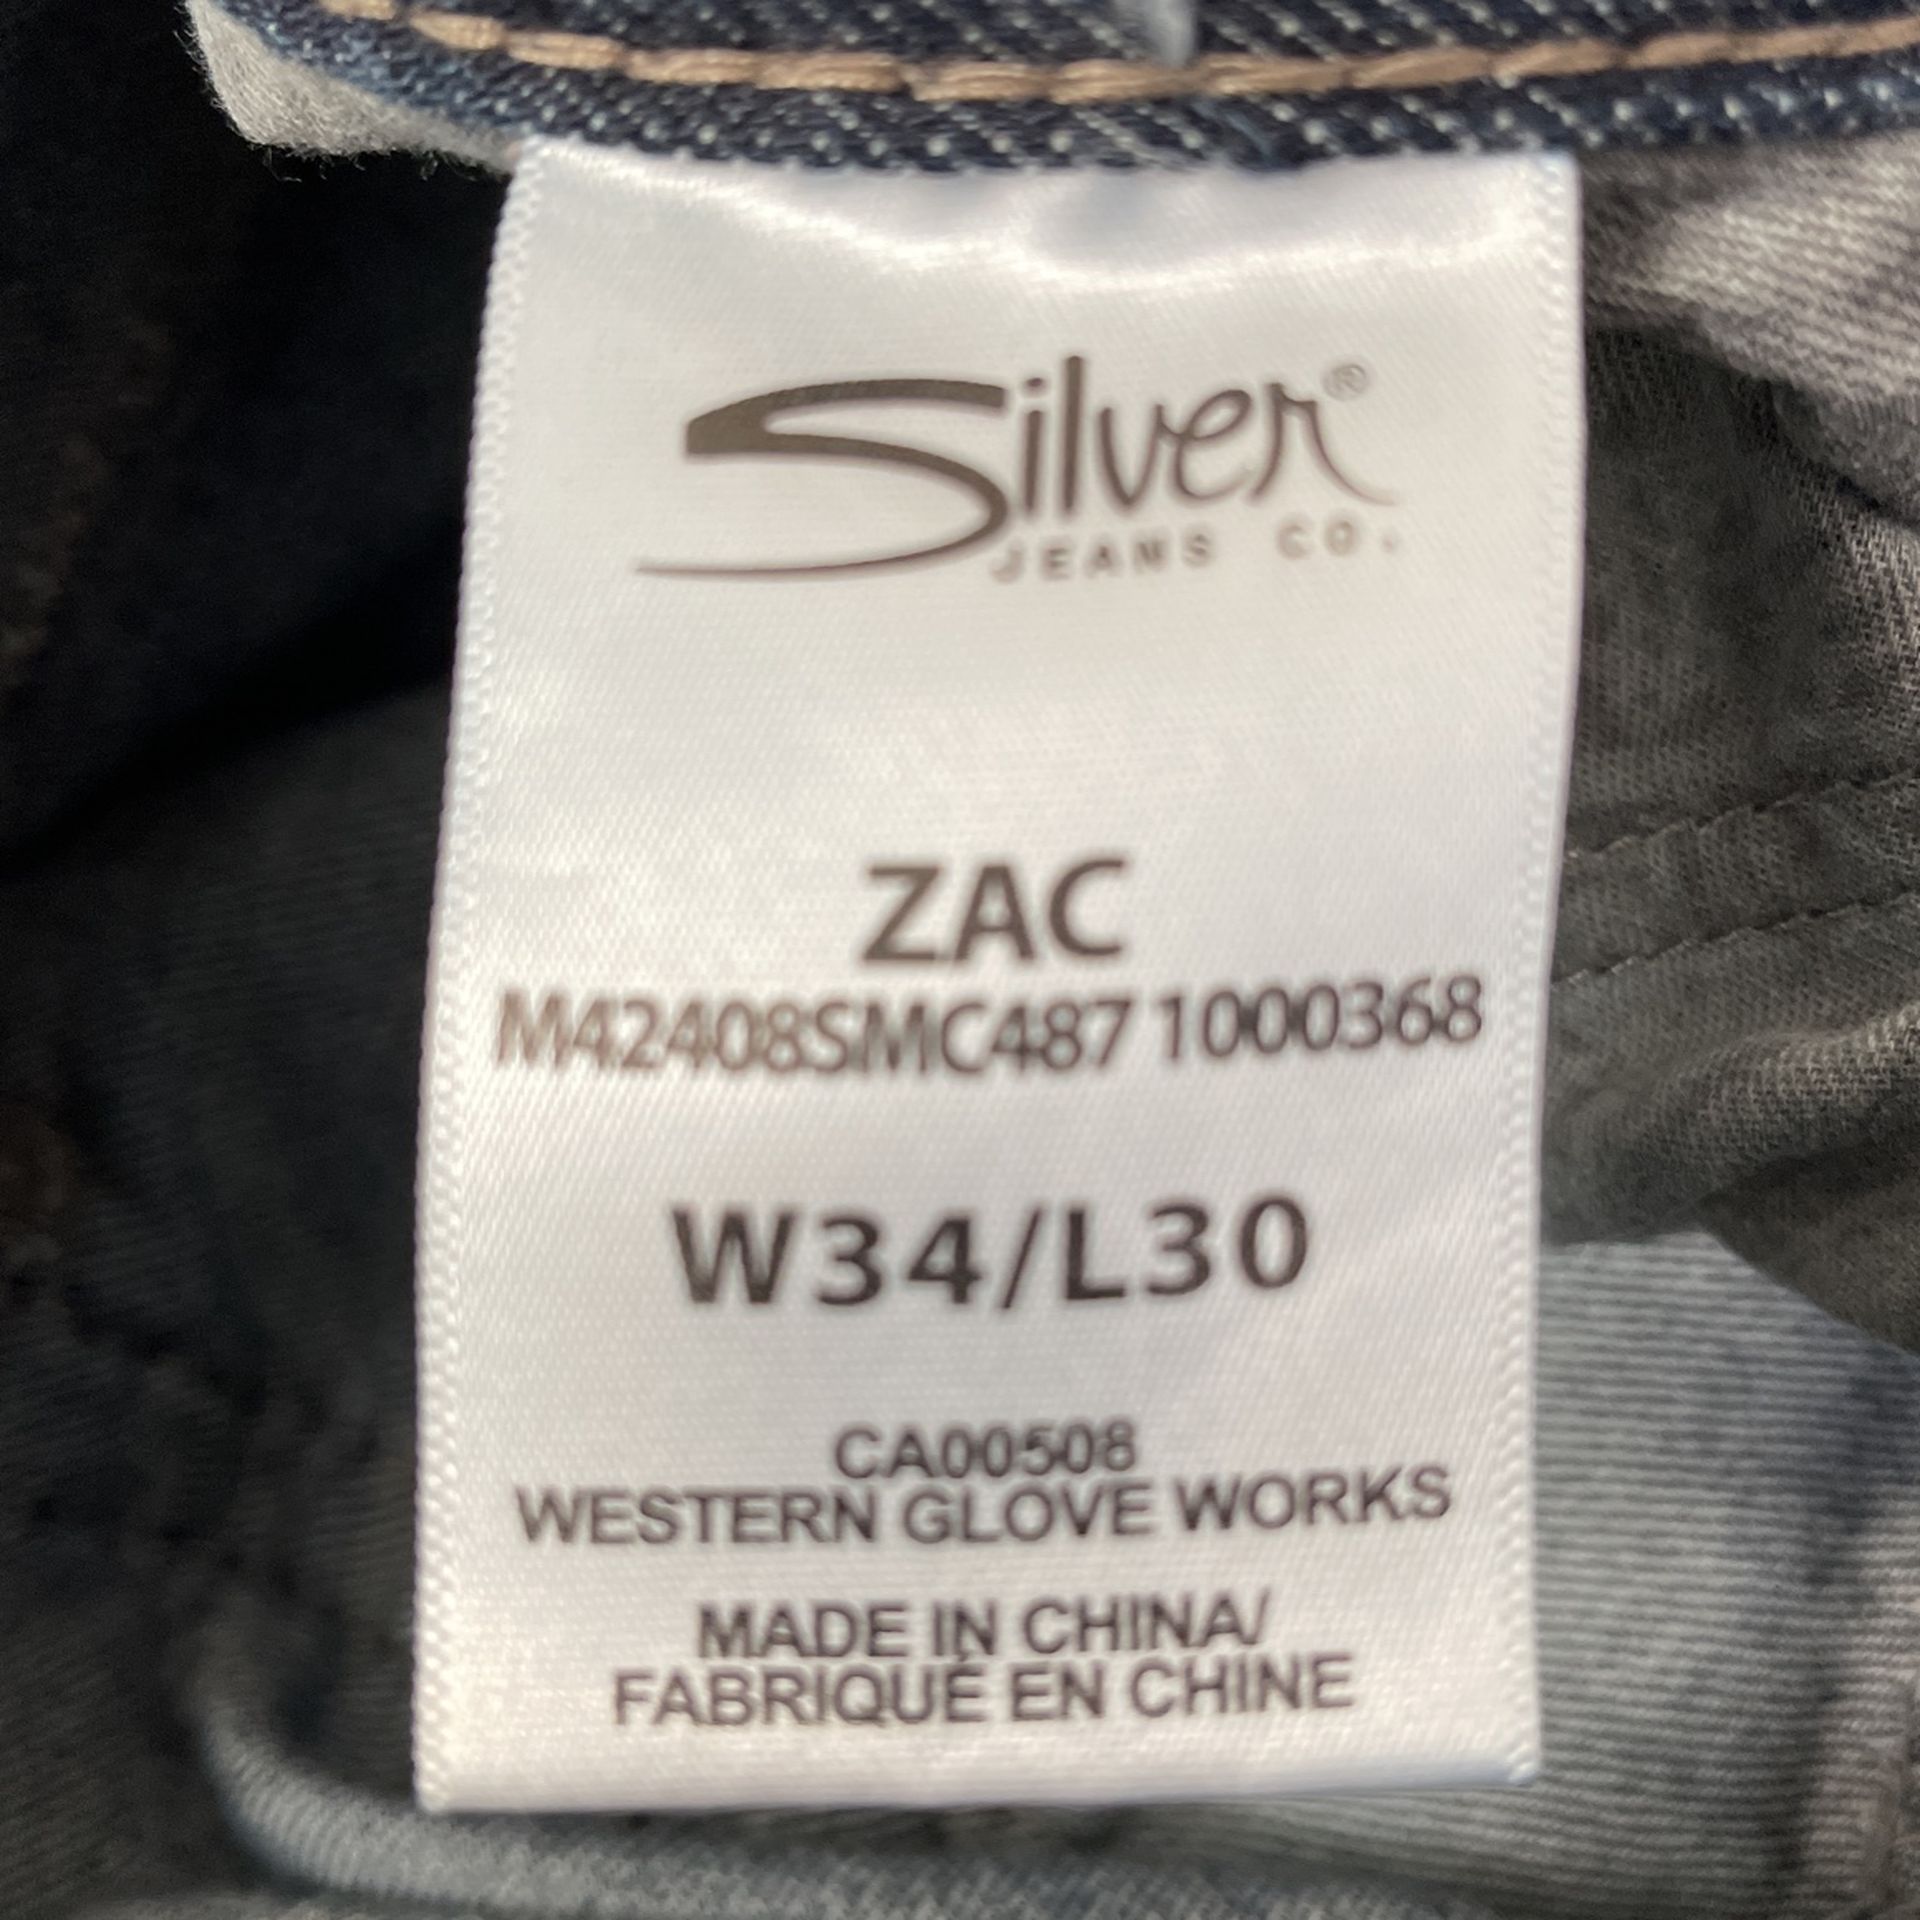 Silver®
JEANS CO.
ZAC
M42408SMC487 1000368
W34/L30
CA00508
WESTERN GLOVE WORKS
MADE IN CHINA/
FABRIQUÉ EN CHINE